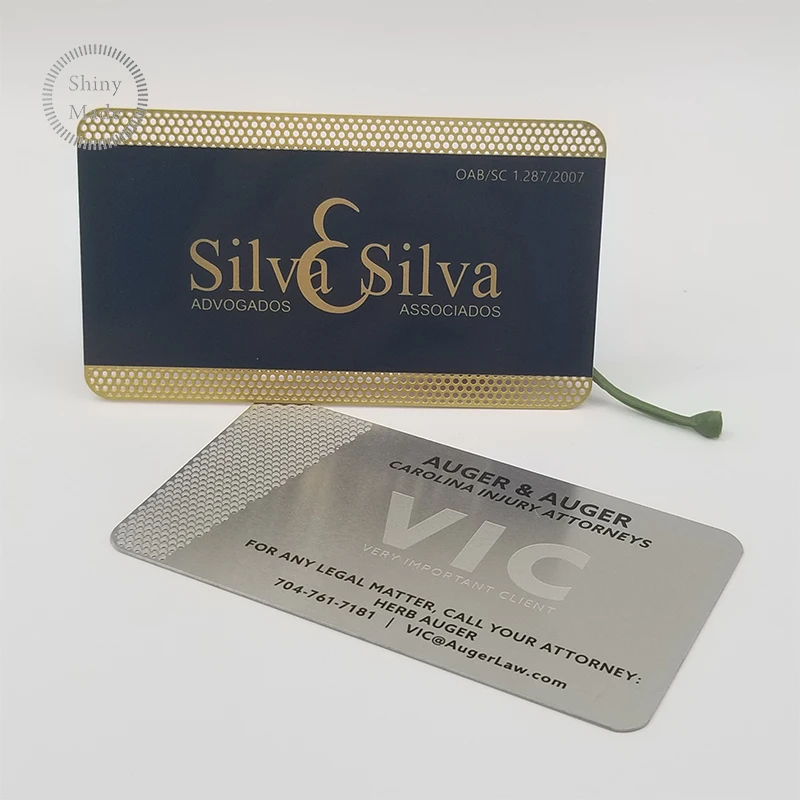 Shiny
Made
OAB/SC 1.287/2007
Silva & Silva
ADVOGADOS ASSOCIADOS
AUGER & AUGER
CAROLINA INJURY ATTORNEYS
VIC
VERY IMPORTANT CLIENT
FOR ANY LEGAL MATTER, CALL YOUR ATTORNEY:
HERB AUGER
704-761-7181 | VIC@AugerLaw.com